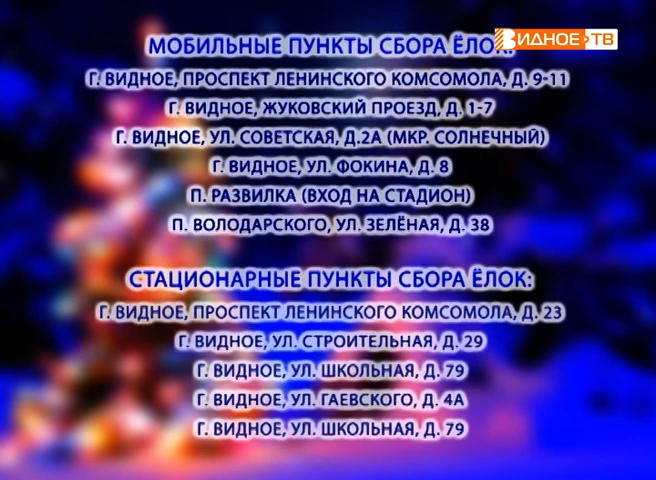 МОБИЛЬНЫЕ ПУНКТЫ СБОРА ЁЛОК:
ВИДНОЕ-ТВ
Г. ВИДНОЕ, ПРОСПЕКТ ЛЕНИНСКОГО КОМСОМОЛА, Д. 9-11
Г. ВИДНОЕ, ЖУКОВСКИЙ ПРОЕЗД, Д. 1-7
Г. ВИДНОЕ, УЛ. СОВЕТСКАЯ, Д.2А (МКР. СОЛНЕЧНЫЙ)
Г. ВИДНОЕ, УЛ. ФОКИНА, Д. 8
П. РАЗВИЛКА (ВХОД НА СТАДИОН)
П. ВОЛОДАРСКОГО, УЛ. ЗЕЛЁНАЯ, Д. 38
СТАЦИОНАРНЫЕ ПУНКТЫ СБОРА ЁЛОК:
Г. ВИДНОЕ, ПРОСПЕКТ ЛЕНИНСКОГО КОМСОМОЛА, Д. 23
Г. ВИДНОЕ, УЛ. СТРОИТЕЛЬНАЯ, Д. 29
Г. ВИДНОЕ, УЛ. ШКОЛЬНАЯ, Д. 79
Г. ВИДНОЕ, УЛ. ГАЕВСКОГО, Д. 4А
Г. ВИДНОЕ, УЛ. ШКОЛЬНАЯ, Д. 79